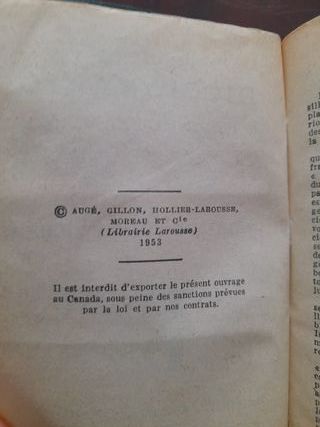 © AUGÉ, GILLON, HOLLIER-LAROUSSE,
MOREAU ET Cie
(Librairie Larousse)
1953
Il est interdit d'exporter le présent ouvrage
au Canada, sous peine des sanctions prévues
par la loi et par nos contrats.